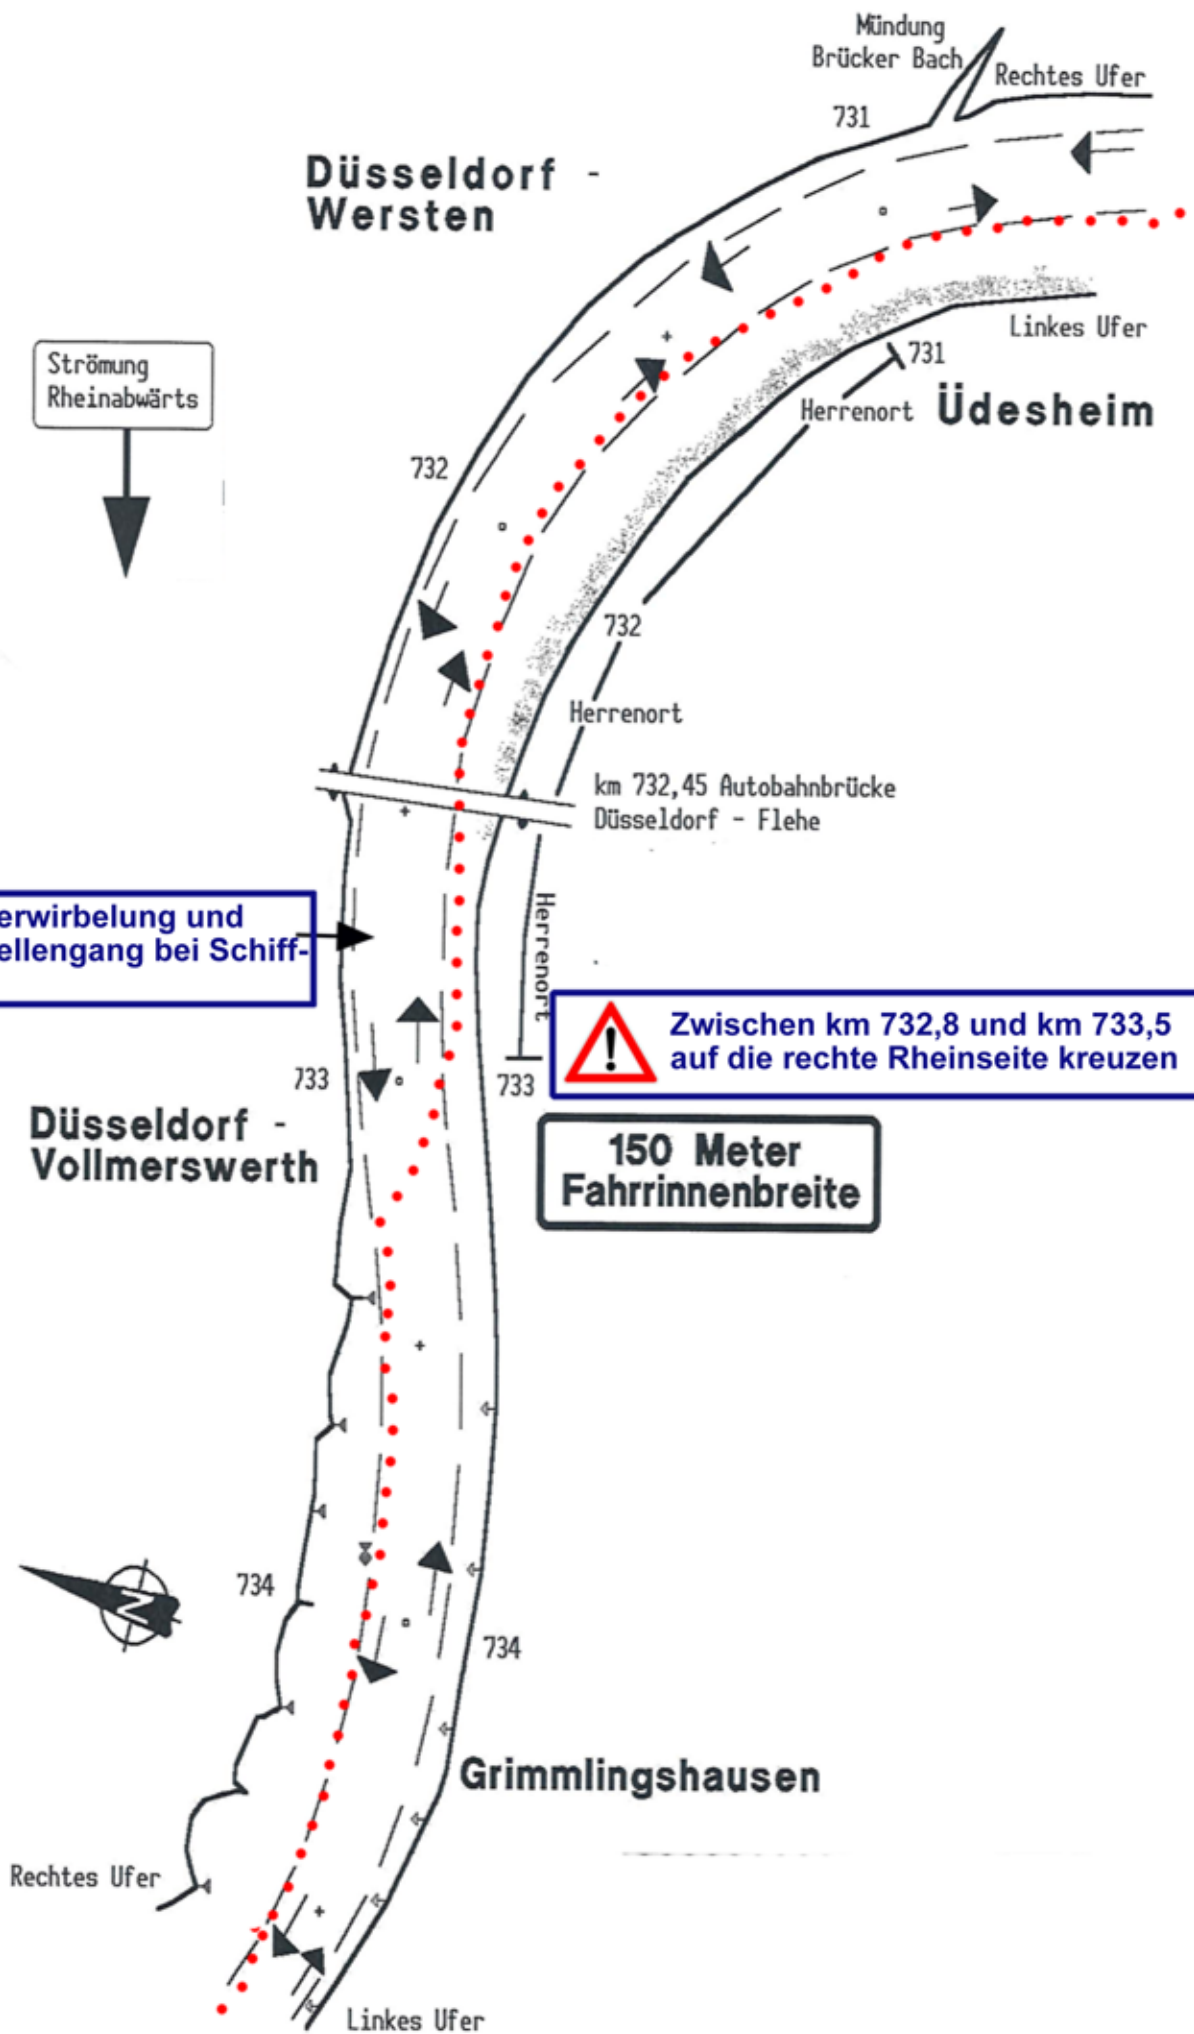 Mündung
Brücker Bach
Rechtes Ufer
731
Düsseldorf -
Wersten
Linkes Ufer
731
Strömung
Rheinabwärts
Herrenort
Üdesheim
732
732
Herrenort
km 732,45 Autobahnbrücke
Düsseldorf - Flehe
Herrenort
erwirbelung und
ellengang bei Schiff-
Zwischen km 732,8 und km 733,5
auf die rechte Rheinseite kreuzen
733
733
Düsseldorf -
Vollmerswerth
150 Meter
Fahrrinnenbreite
N
734
734
Grimmlingshausen
Rechtes Ufer
Linkes Ufer